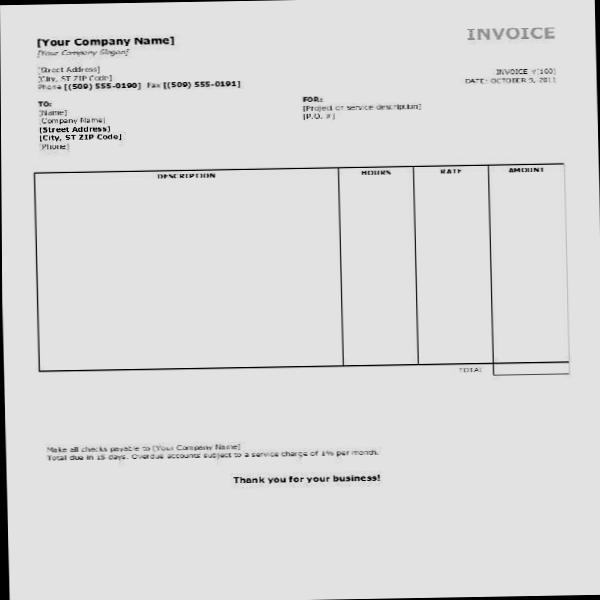 [Your Company Name]
INVOICE
[Your Company Slogan]
[Street Address]
[City, ST ZIP Code]
Phone [(509) 555-0190] Fax [(509) 555-0191]
INVOICE #[100]
DATE: OCTOBER 9, 2011
TO:
[Name]
[Company Name]
[Street Address]
[City, ST ZIP Code]
[Phone]
FOR:
[Project or service description]
[P.O. #]
DESCRIPTION HOURS RATE AMOUNT
TOTAL
Make all checks payable to [Your Company Name]
Total due in 15 days. Overdue accounts subject to a service charge of 1% per month.
Thank you for your business!